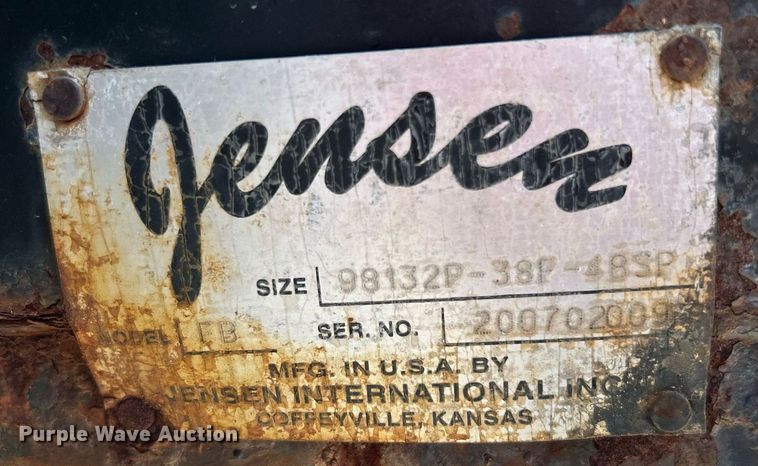 Jensen
SIZE 98132P-38P-48SP
MODEL FB SER. NO. 200702009
MFG. IN U.S.A. BY
JENSEN INTERNATIONAL INC
COFFEYVILLE, KANSAS
Purple Wave Auction